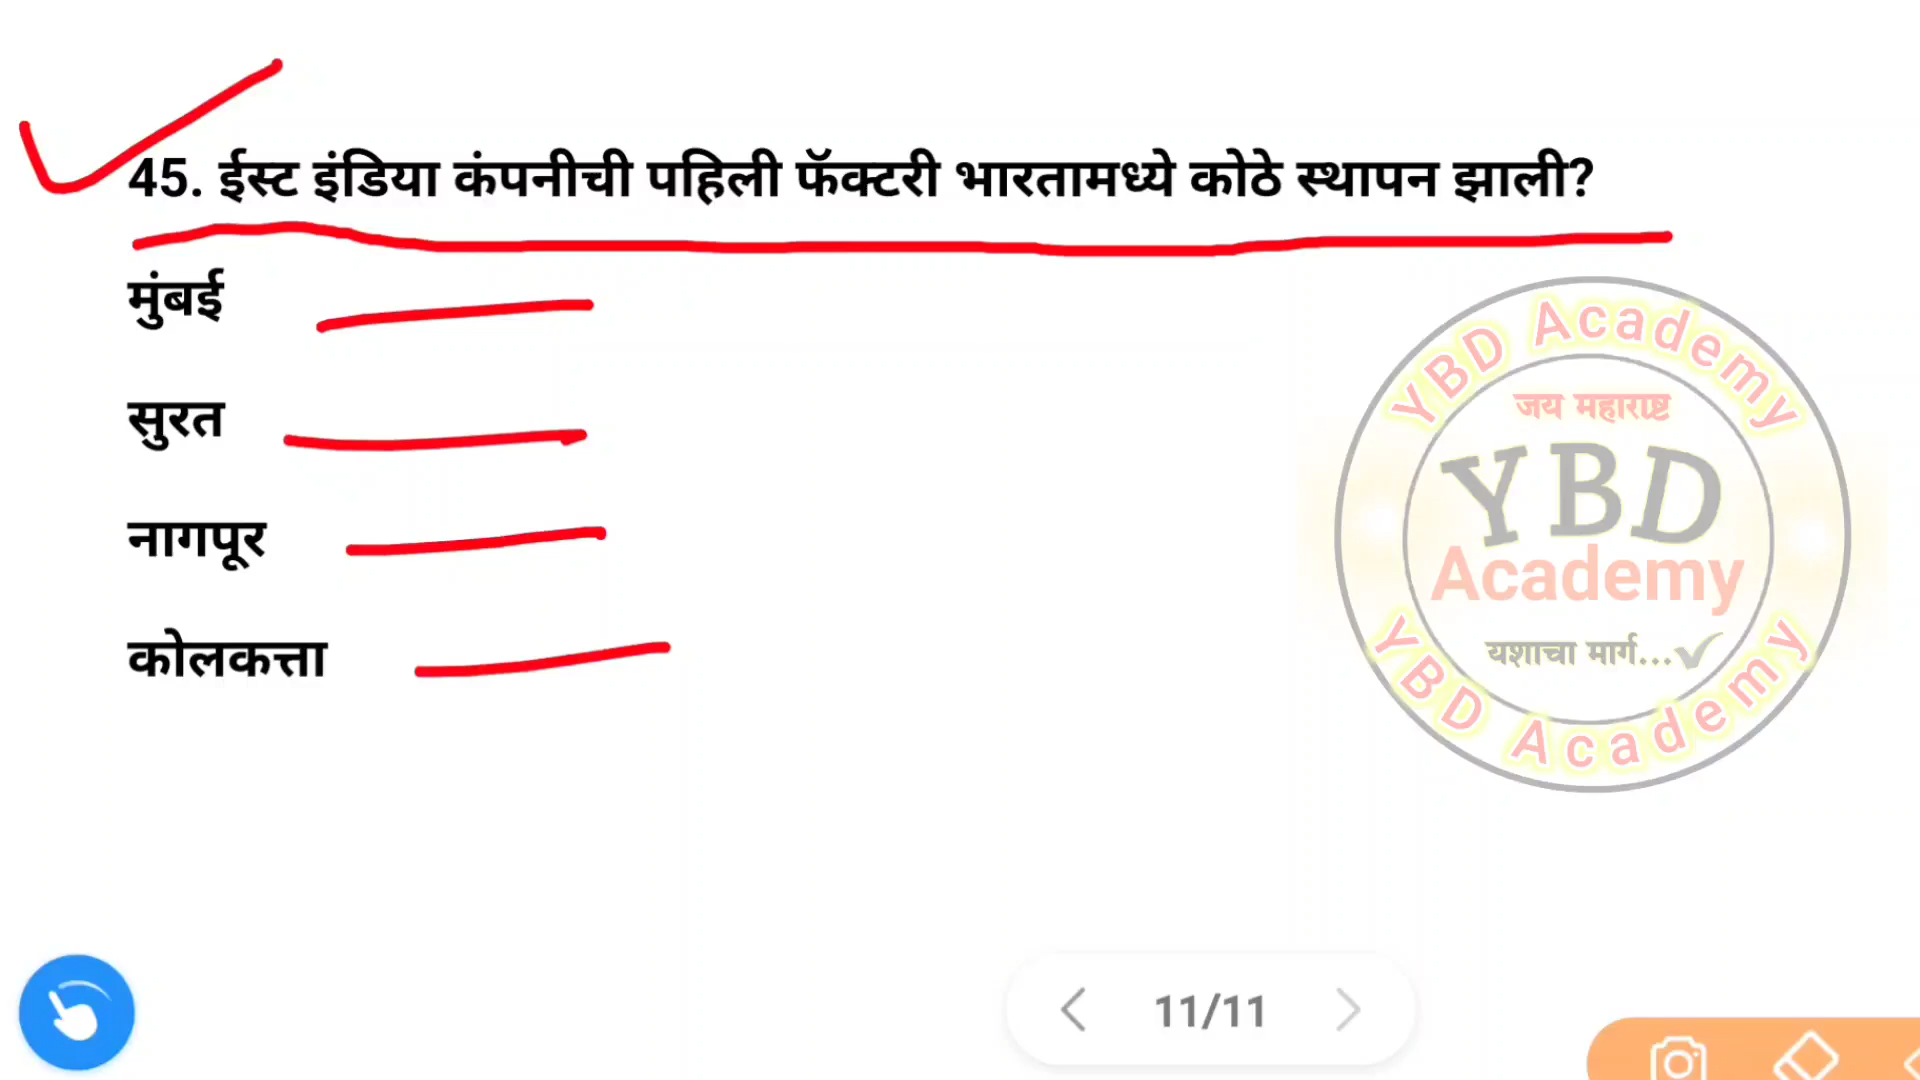 45. ईस्ट इंडिया कंपनीची पहिली फॅक्टरी भारतामध्ये कोठे स्थापन झाली?
मुंबई
सुरत
नागपूर
कोलकत्ता
YBD Academy
जय महाराष्ट्र
YBD
Academy
यशाचा मार्ग...
YBD Academy
11/11